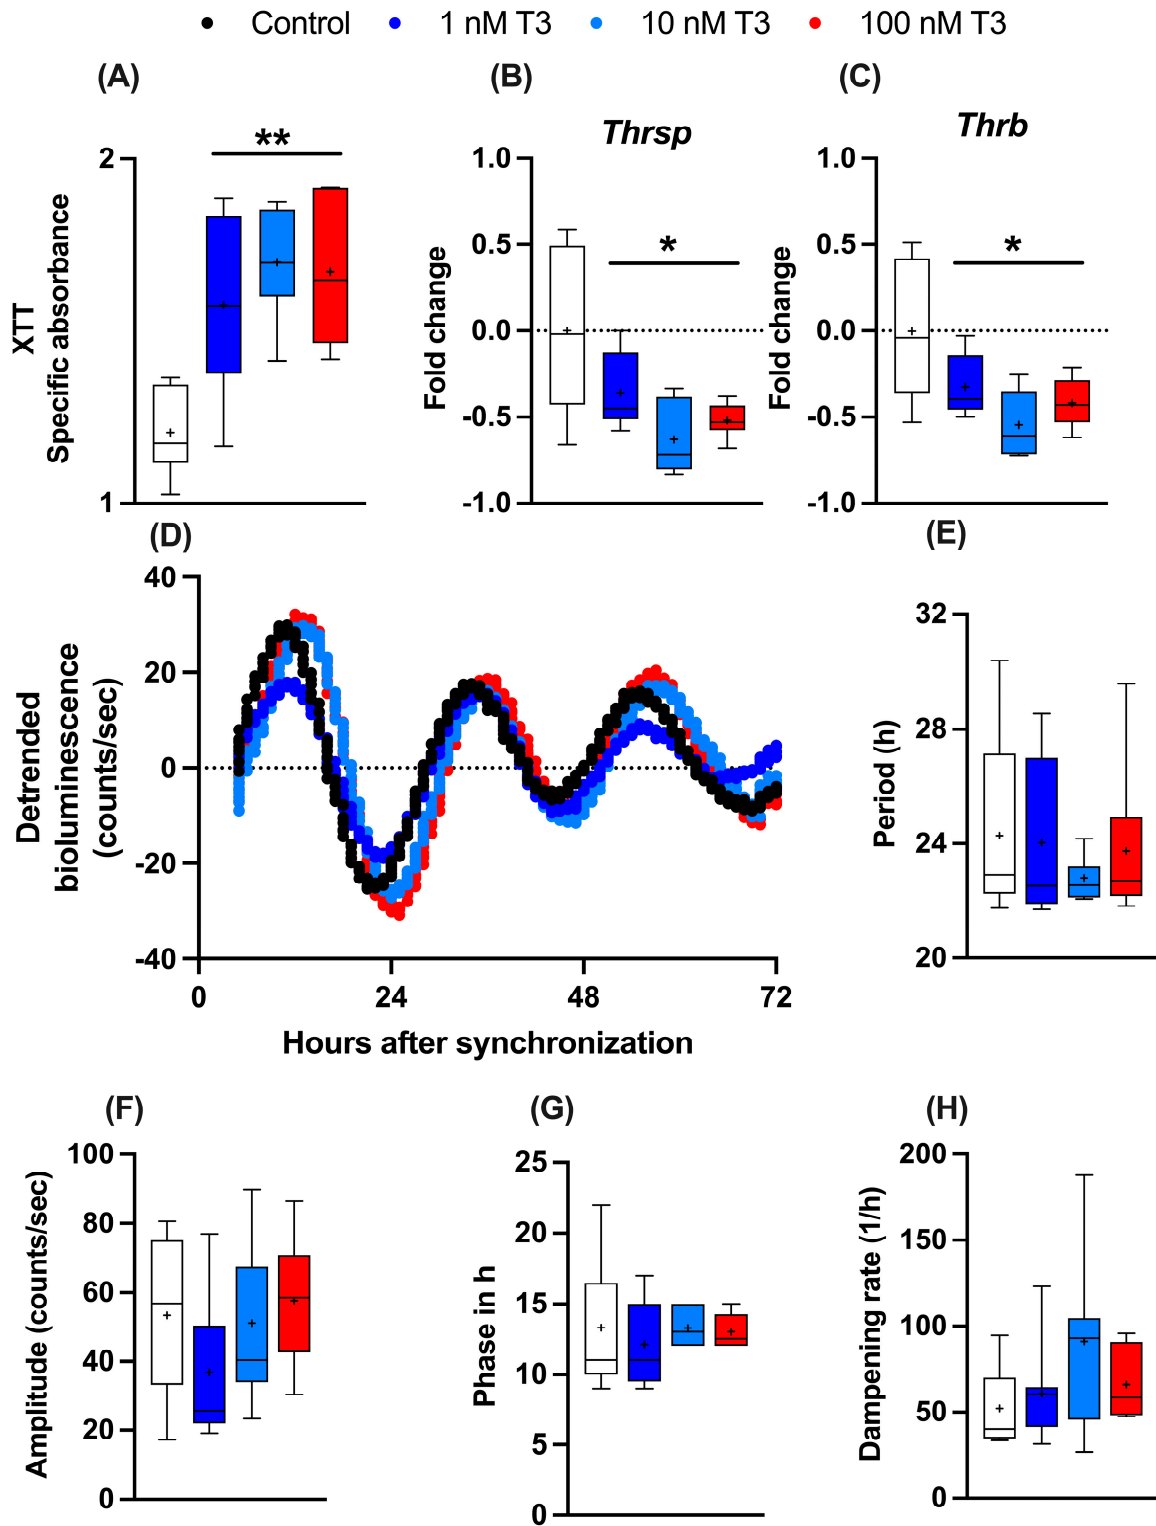 Control 1 nM T3 10 nM T3 100 nM T3
(A) (B) (C)
Thrsp Thrb
** * *
2
1
XTT
Specific absorbance
1.0
0.5
0.0
-0.5
-1.0
Fold change
1.0
0.5
0.0
-0.5
-1.0
Fold change
(D) (E)
40
20
0
-20
-40
Detrended
bioluminescence
(counts/sec)
0 24 48 72
Hours after synchronization
32
28
24
20
Period (h)
(F) (G) (H)
100
80
60
40
20
0
Amplitude (counts/sec)
25
20
15
10
5
0
Phase in h
200
150
100
50
0
Dampening rate (1/h)